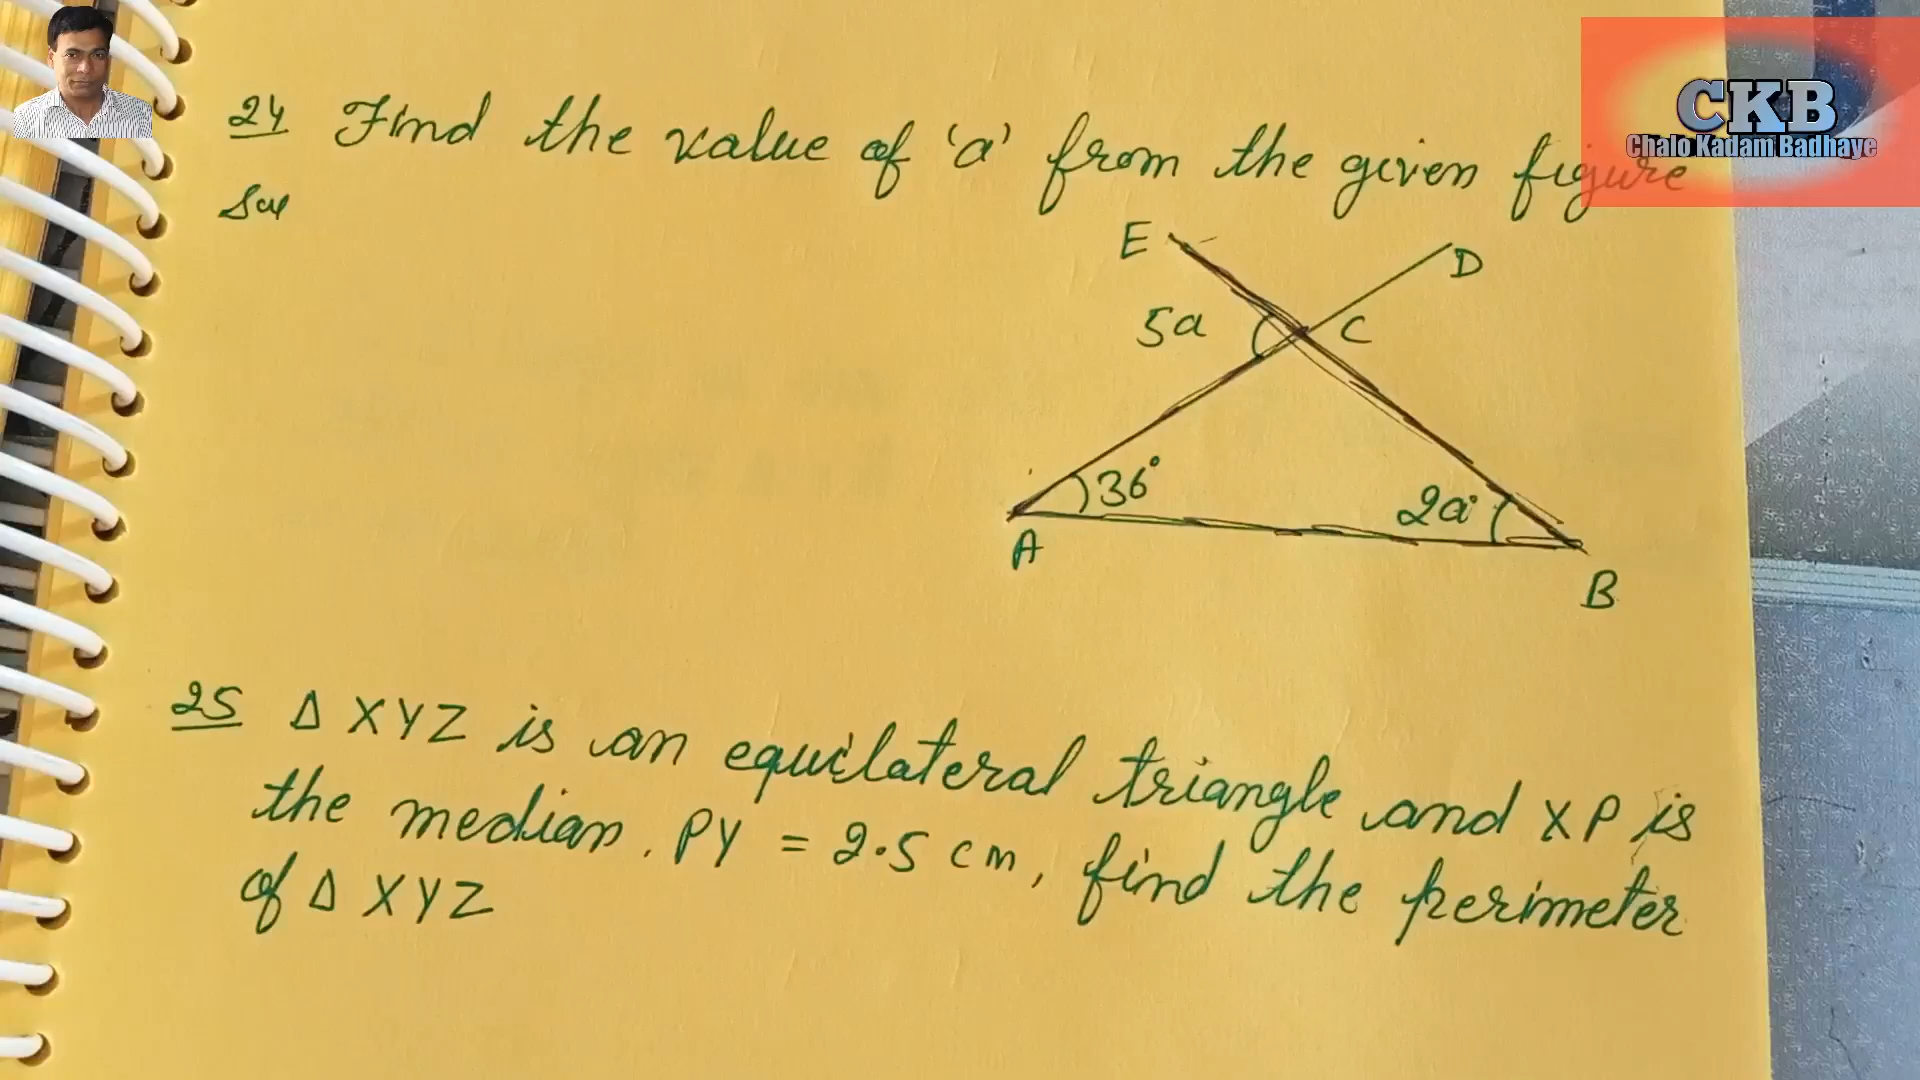 CKB
Chalo Kadam Badhaye
24 Find the value of 'a' from the given figure
E
D
5a
C
36°
2a
A
B
25 Δ XYZ is an equilateral triangle and XP is
the median. PY = 2.5 cm, find the perimeter
of Δ XYZ